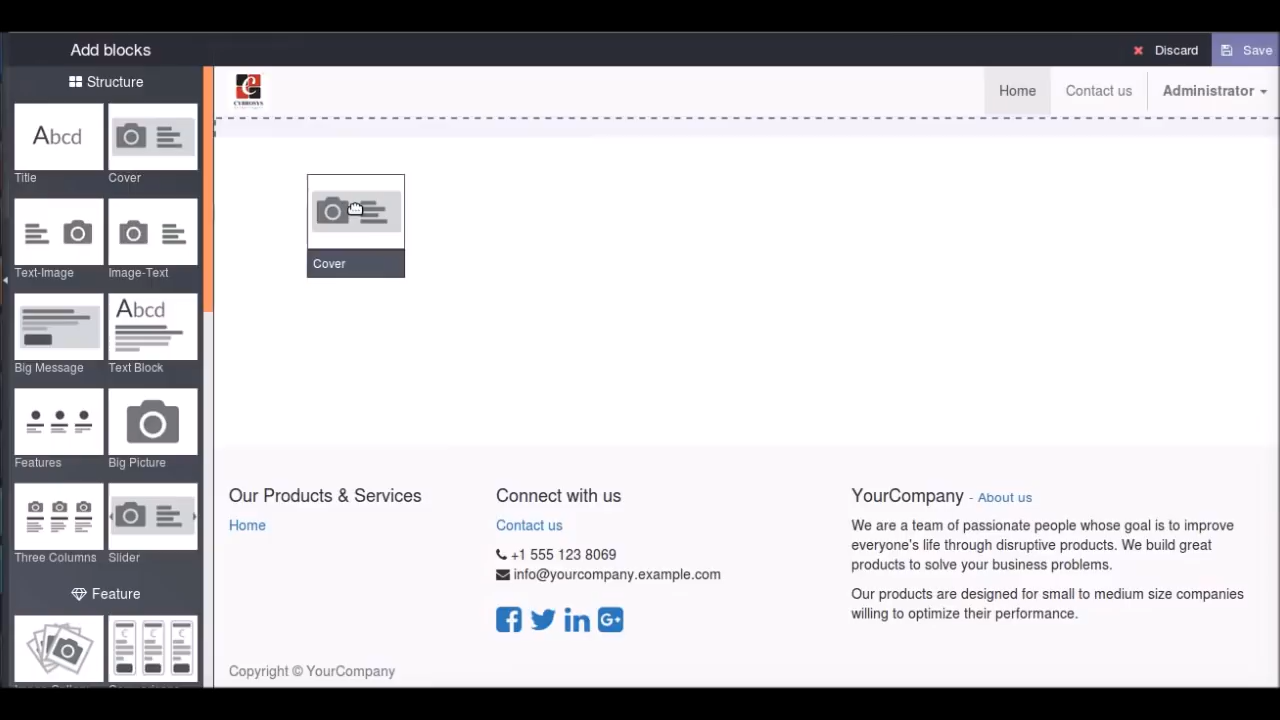 Add blocks
Discard
Save
Structure
Abcd
Title
Cover
Text-Image
Image-Text
Big Message
Abcd
Text Block
Features
Big Picture
Three Columns
Slider
Feature
CYBROSYS
Home
Contact us
Administrator
Cover
Our Products & Services
Home
Connect with us
Contact us
+1 555 123 8069
info@yourcompany.example.com
YourCompany - About us
We are a team of passionate people whose goal is to improve
everyone's life through disruptive products. We build great
products to solve your business problems.
Our products are designed for small to medium size companies
willing to optimize their performance.
Copyright © YourCompany